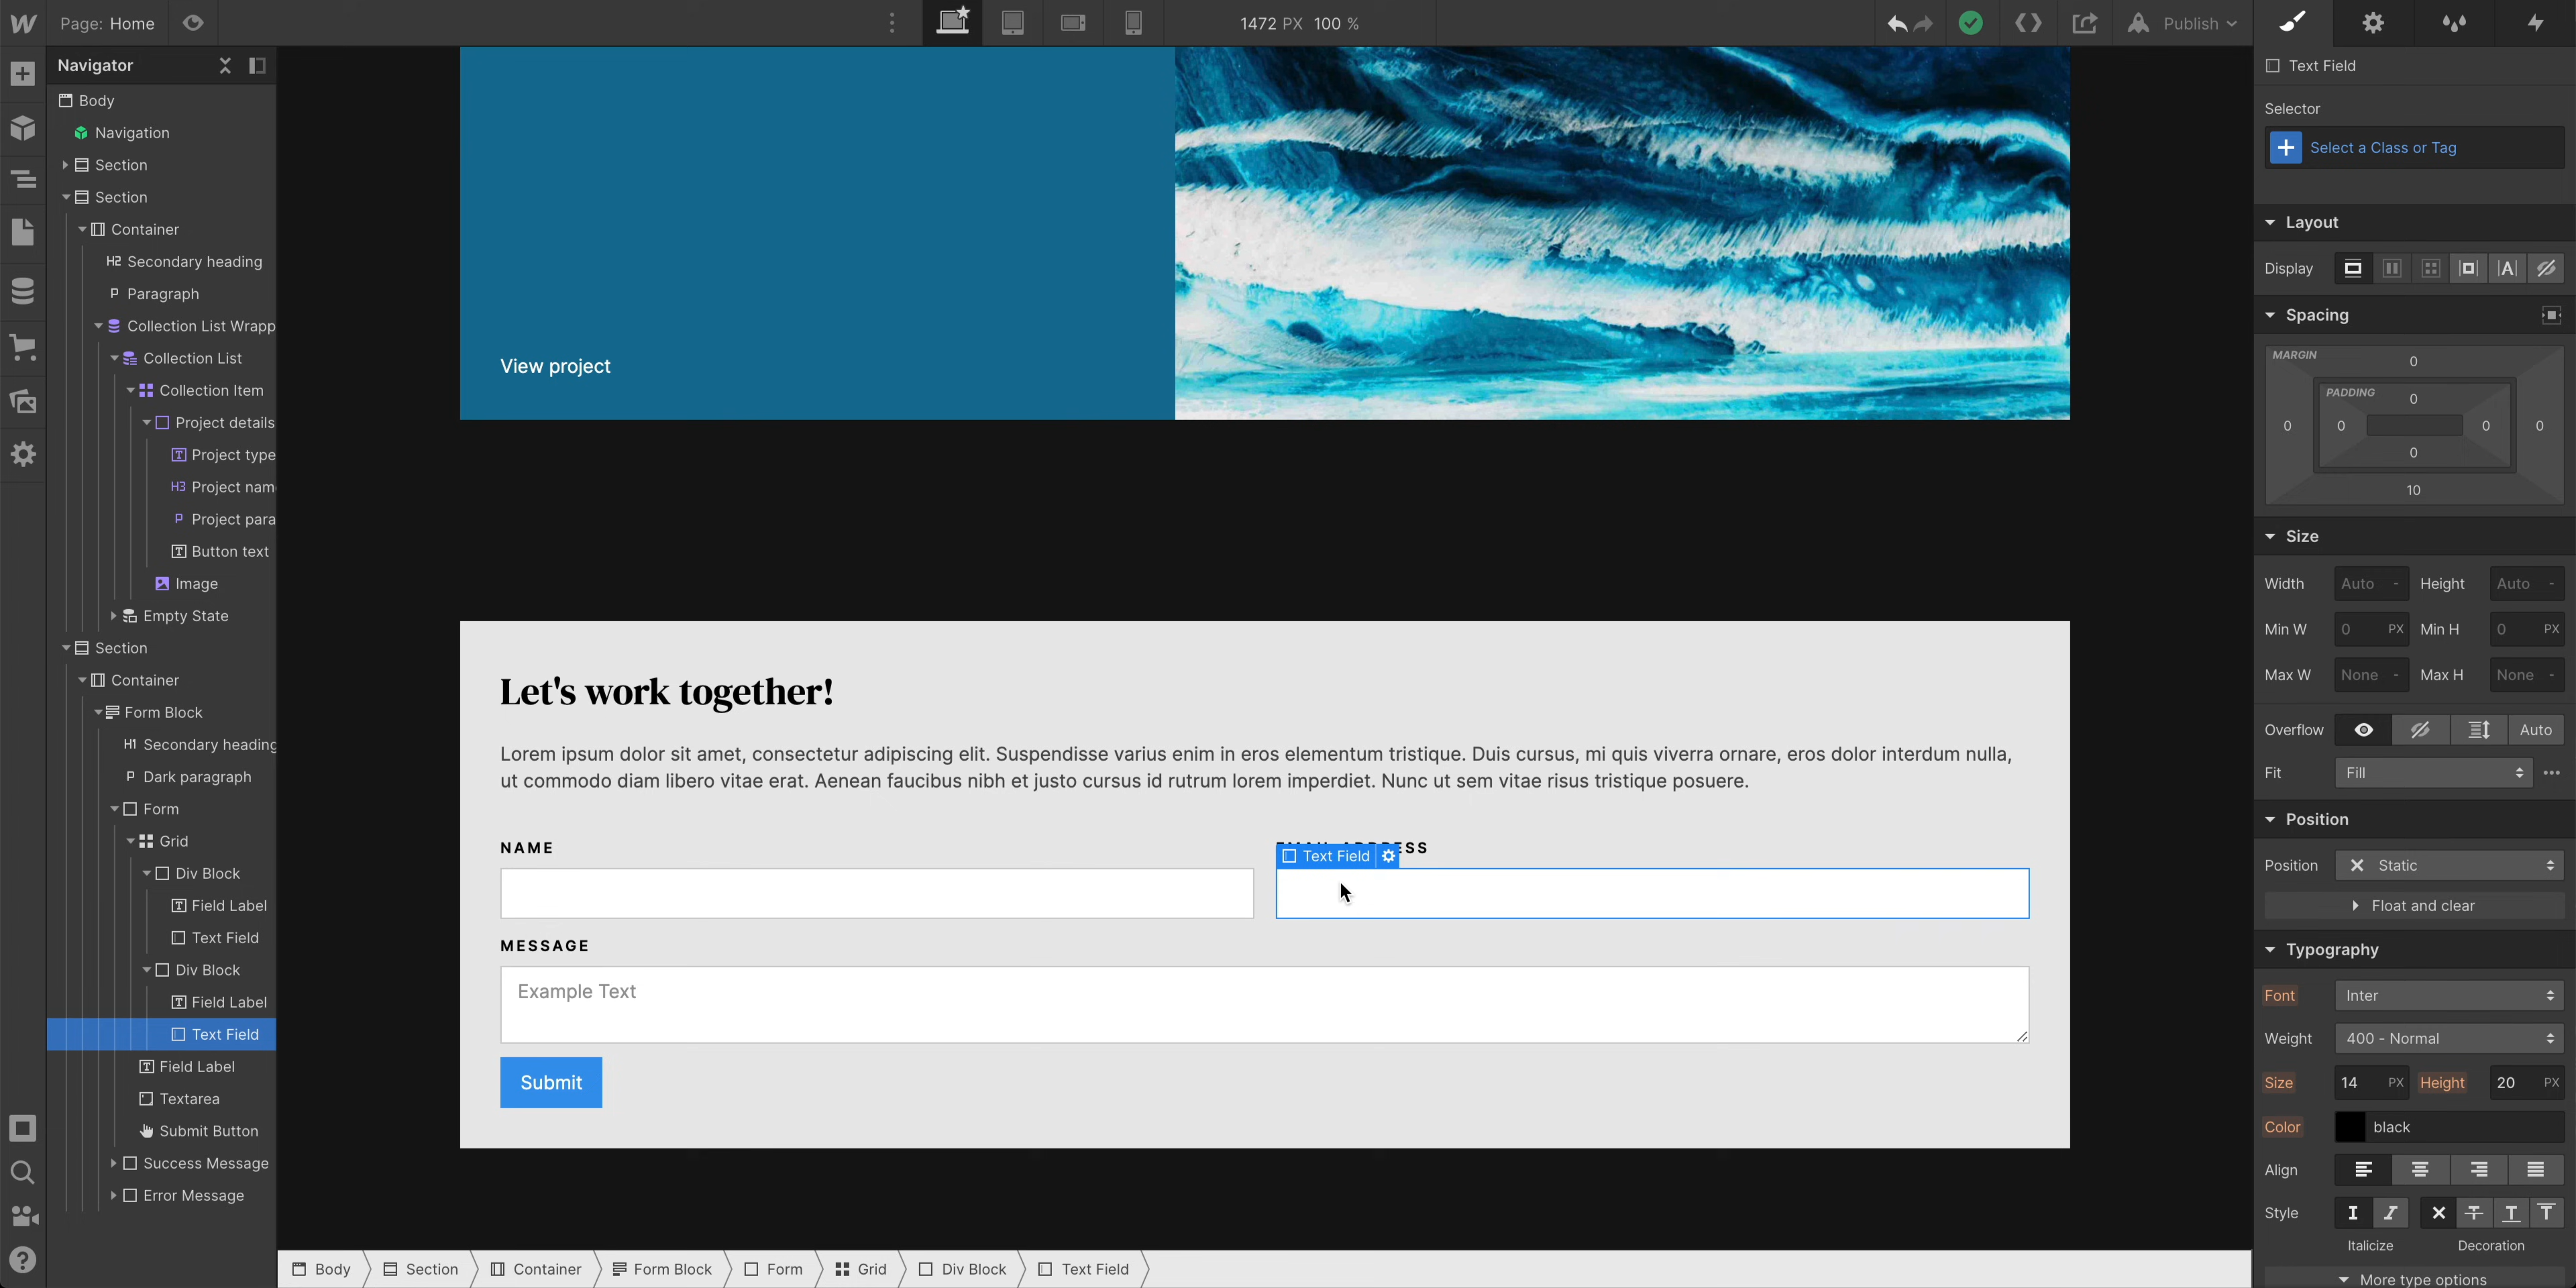 Page: Home
1472 PX 100 %
Publish
Navigator
Body
Navigation
Section
Section
Container
H2 Secondary heading
P Paragraph
Collection List Wrapp
Collection List
Collection Item
Project details
Project type
H3 Project nam
P Project para
Button text
Image
Empty State
Section
Container
Form Block
H1 Secondary heading
P Dark paragraph
Form
Grid
Div Block
Field Label
Text Field
Div Block
Field Label
Text Field
Field Label
Textarea
Submit Button
Success Message
Error Message
View project
Let's work together!
Lorem ipsum dolor sit amet, consectetur adipiscing elit. Suspendisse varius enim in eros elementum tristique. Duis cursus, mi quis viverra ornare, eros dolor interdum nulla,
ut commodo diam libero vitae erat. Aenean faucibus nibh et justo cursus id rutrum lorem imperdiet. Nunc ut sem vitae risus tristique posuere.
NAME
Text Field
MESSAGE
Example Text
Submit
Body Section Container Form Block Form Grid Div Block Text Field
Text Field
Selector
Select a Class or Tag
Layout
Display
Spacing
MARGIN
0
PADDING
0
0 0 0 0
0
10
Size
Width Auto - Height Auto -
Min W 0 PX Min H 0 PX
Max W None - Max H None -
Overflow Auto
Fit Fill
Position
Position Static
Float and clear
Typography
Font Inter
Weight 400 - Normal
Size 14 PX Height 20 PX
Color black
Align
Style
Italicize Decoration
More type options